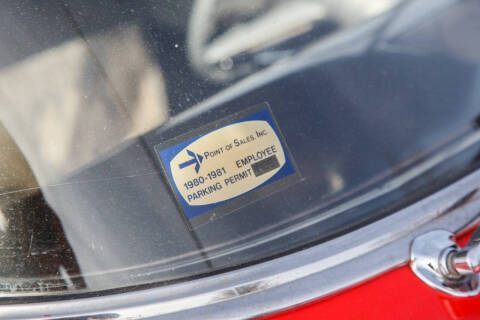 Point of Sales, Inc.
1980-1981 EMPLOYEE
PARKING PERMIT